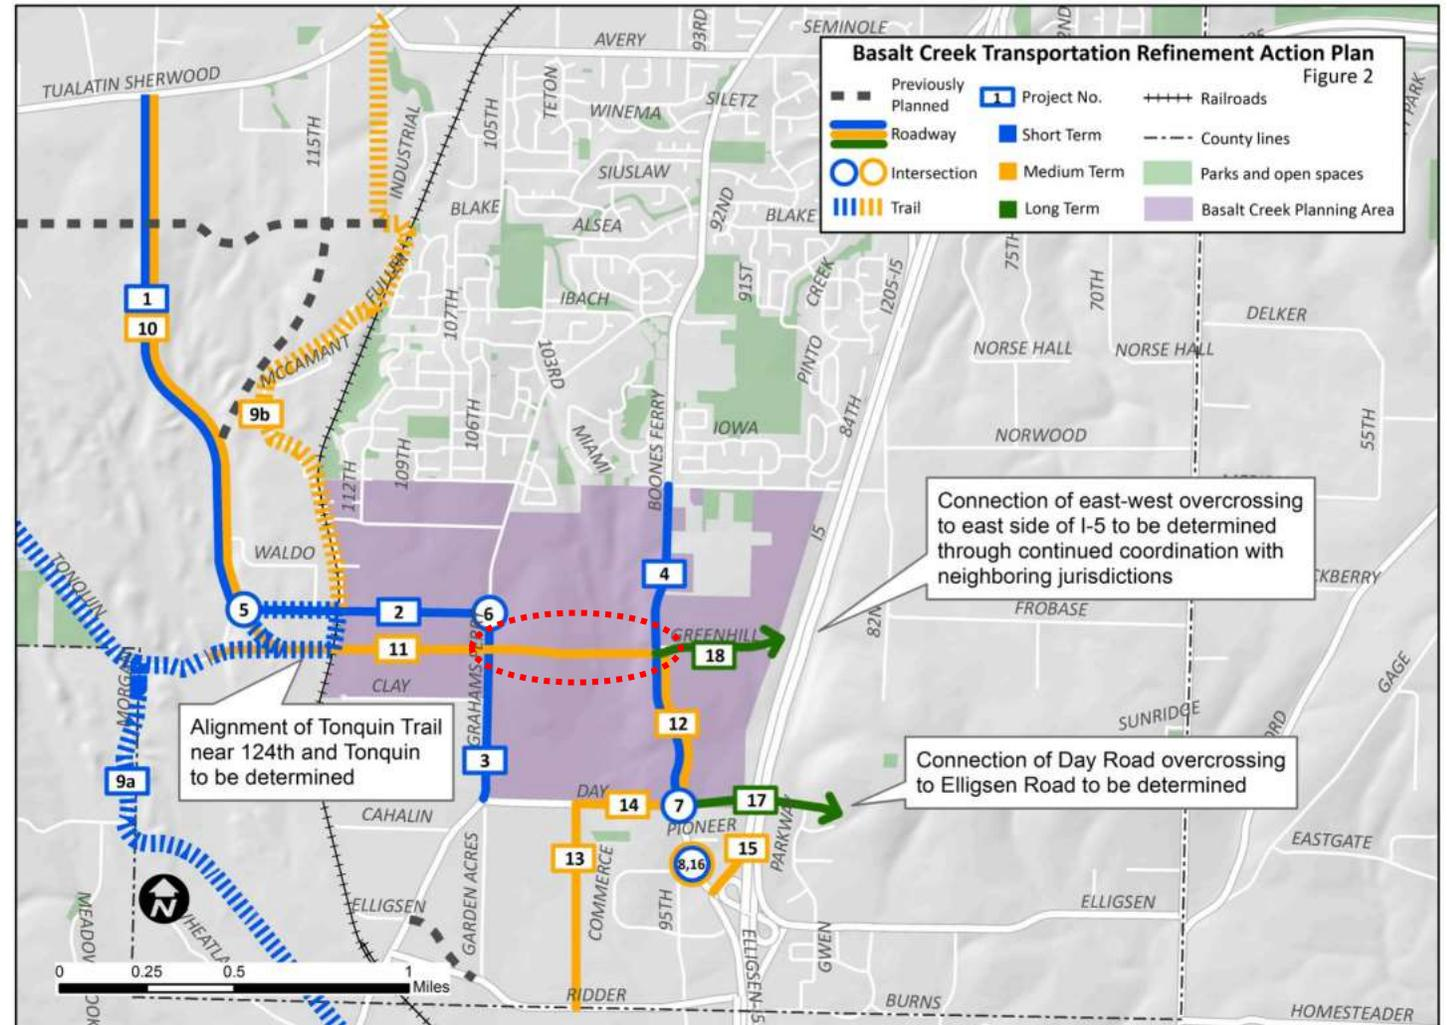 SEMINOLE
AVERY
93RD
Basalt Creek Transportation Refinement Action Plan
Figure 2
Previously
Planned
1
Project No.
Railroads
Roadway
Short Term
County lines
Intersection
Medium Term
Parks and open spaces
Trail
Long Term
Basalt Creek Planning Area
TUALATIN SHERWOOD
TETON
SILETZ
WINEMA
105TH
115TH
INDUSTRIAL
SIUSLAW
92ND
BLAKE
BLAKE
ALSEA
75TH
70TH
CREEK
I205-I5
91ST
1
IBACH
107TH
DELKER
10
PINTO
NORSE HALL
NORSE HALL
MCCAMANT
103RD
9b
106TH
BOONES FERRY
84TH
55TH
IOWA
NORWOOD
MIAMI
109TH
112TH
Connection of east-west overcrossing
to east side of I-5 to be determined
through continued coordination with
neighboring jurisdictions
I5
WALDO
TONQUIN
4
CKBERRY
5
2
6
FROBASE
GREENHILL
11
18
CLAY
GRAHAMS FERRY
GAGE
SUNRIDGE
Alignment of Tonquin Trail
near 124th and Tonquin
to be determined
12
3
Connection of Day Road overcrossing
to Elligsen Road to be determined
9a
DAY
14
7
17
CAHALIN
PIONEER
PARKWAY
EASTGATE
13
8,16
15
GARDEN ACRES
COMMERCE
N
ELLIGSEN
ELLIGSEN
95TH
GWEN
ELLIGSEN-I5
0
0.25
0.5
1
Miles
RIDDER
BURNS
HOMESTEADER